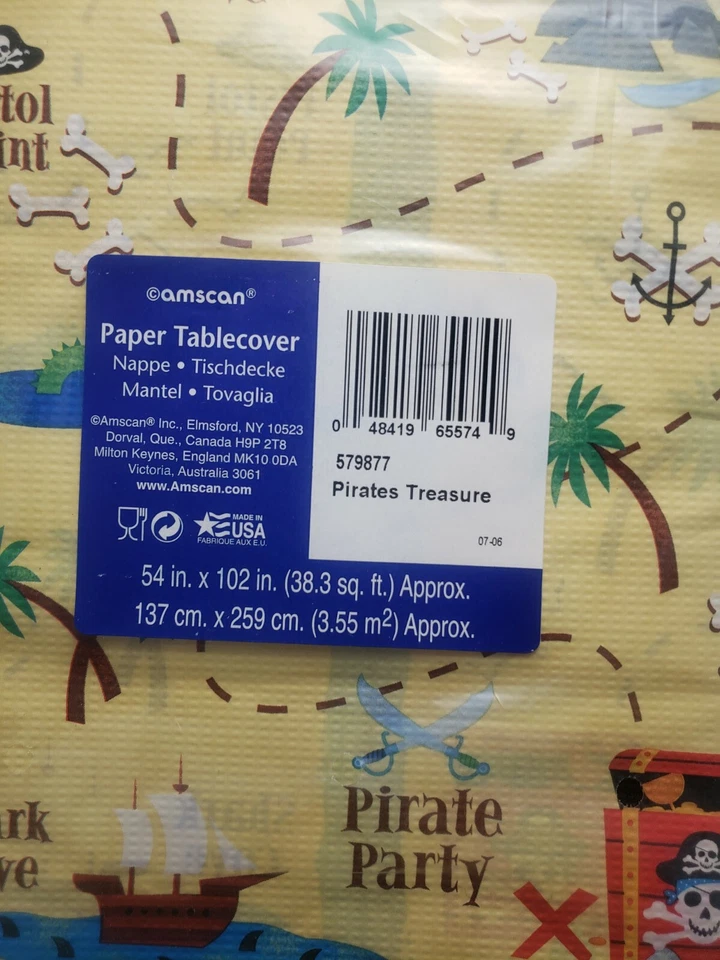 tol
int
©amscan®
Paper Tablecover
Nappe • Tischdecke
Mantel • Tovaglia
©Amscan® Inc., Elmsford, NY 10523
Dorval, Que., Canada H9P 2T8
Milton Keynes, England MK10 0DA
Victoria, Australia 3061
www.Amscan.com
MADE IN
USA
FABRIQUE AUX E.U.
0 48419 65574 9
579877
Pirates Treasure
07-06
54 in. x 102 in. (38.3 sq. ft.) Approx.
137 cm. x 259 cm. (3.55 m²) Approx.
Pirate
Party
ark
ve